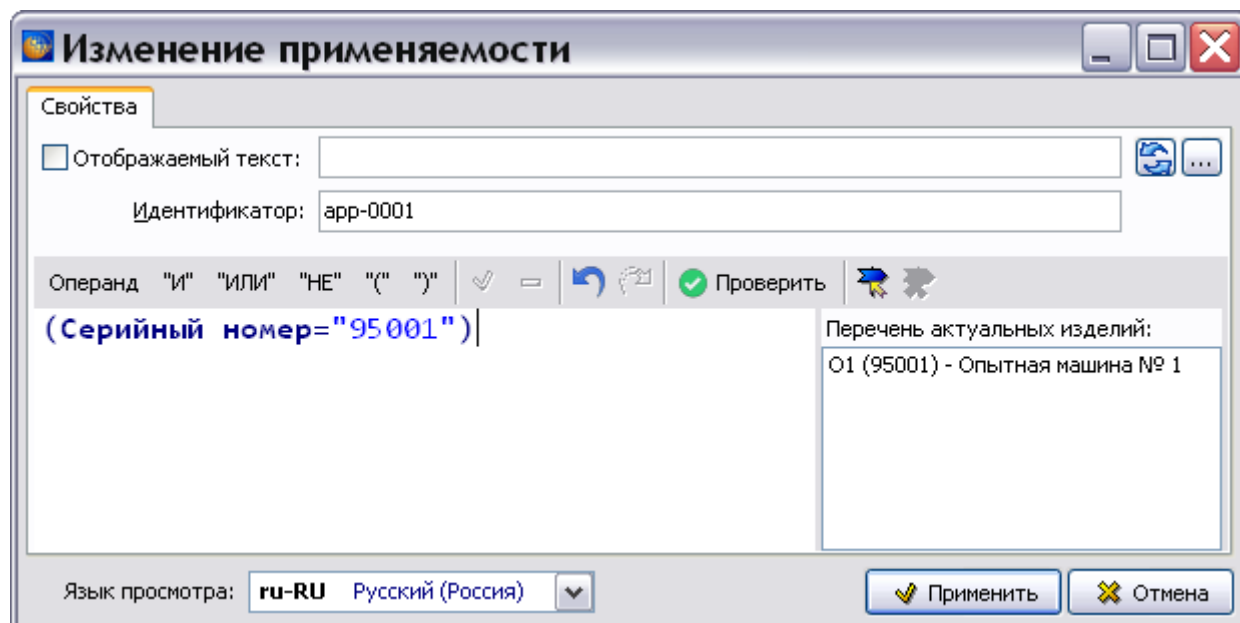 Изменение применяемости
Свойства
Отображаемый текст:
...
Идентификатор: app-0001
Операнд "И" "ИЛИ" "НЕ" "(" ")" Проверить
(Серийный номер="95001")
Перечень актуальных изделий:
О1 (95001) - Опытная машина № 1
Язык просмотра: ru-RU Русский (Россия) Применить Отмена